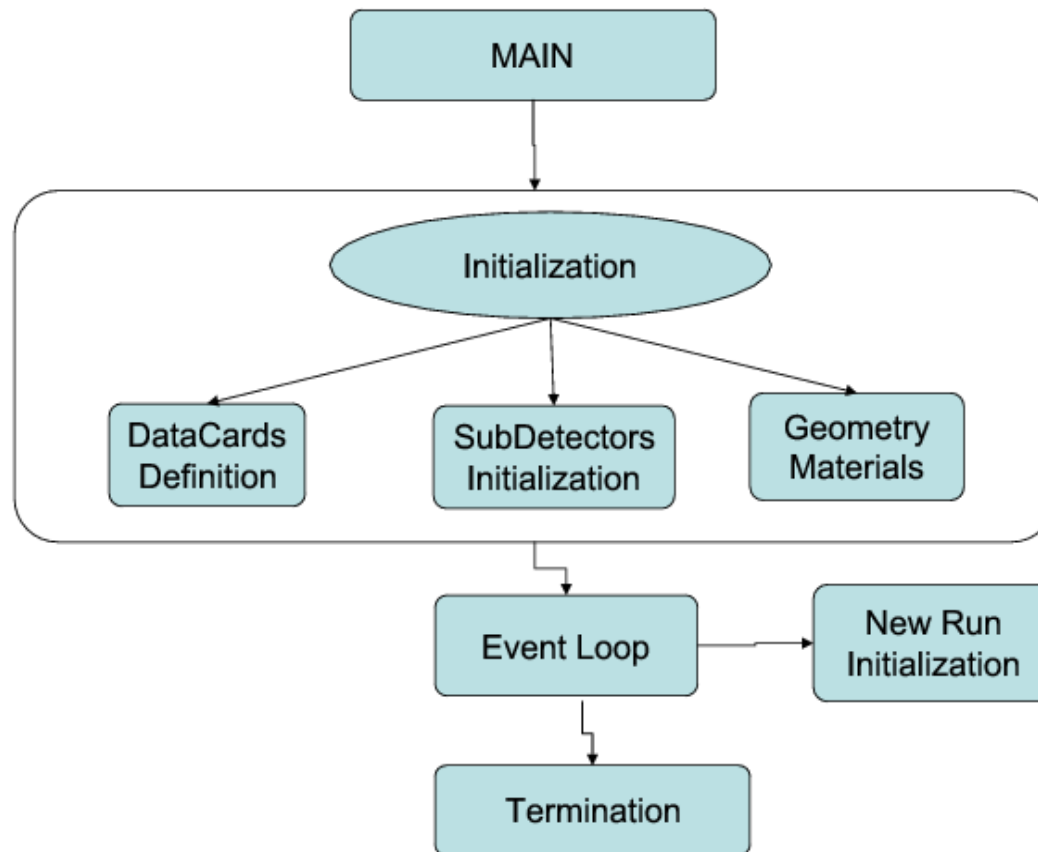 MAIN
Initialization
DataCards
Definition
SubDetectors
Initialization
Geometry
Materials
Event Loop
New Run
Initialization
Termination